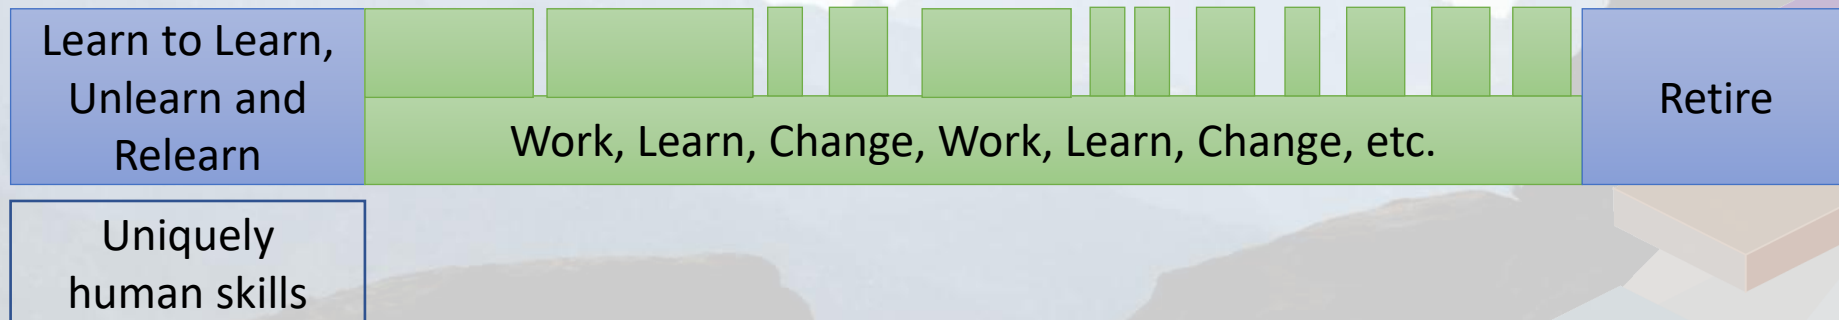 Learn to Learn,
Unlearn and
Relearn
Work, Learn, Change, Work, Learn, Change, etc.
Retire
Uniquely
human skills